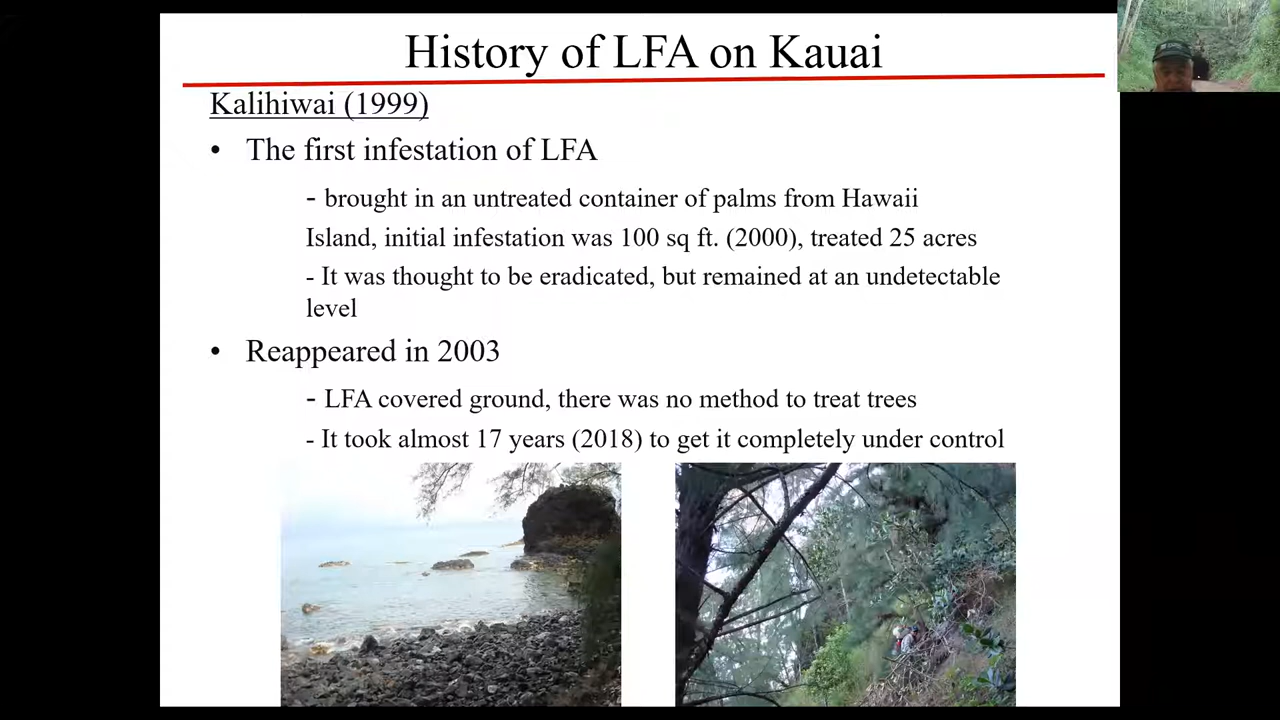 History of LFA on Kauai
Kalihiwai (1999)
• The first infestation of LFA
- brought in an untreated container of palms from Hawaii
Island, initial infestation was 100 sq ft. (2000), treated 25 acres
- It was thought to be eradicated, but remained at an undetectable
level
• Reappeared in 2003
- LFA covered ground, there was no method to treat trees
- It took almost 17 years (2018) to get it completely under control